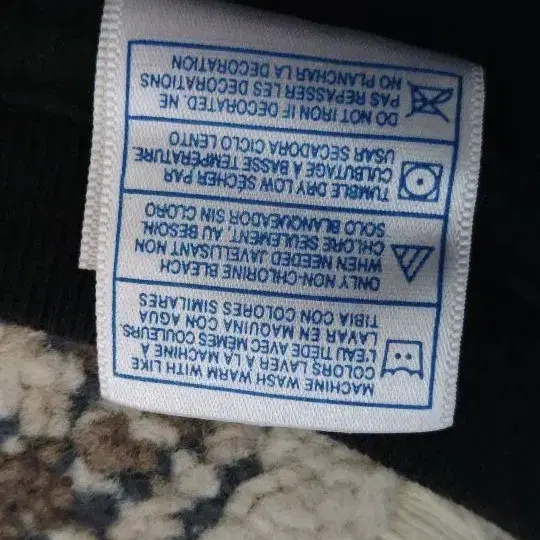 MACHINE WASH WARM WITH LIKE
COLORS LAVER A LA MACHINE À
L'EAU TIEDE AVEC MEMES COULEURS.
LAVAR EN MAQUINA CON AGUA
TIBIA CON COLORES SIMILARES
ONLY NON-CHLORINE BLEACH
WHEN NEEDED JAVELLISANT NON
CHLORE SEULEMENT, AU BESOIN.
SOLO BLANQUEADOR SIN CLORO
TUMBLE DRY LOW SÉCHER PAR
CULBUTAGE À BASSE TEMPERATURE.
USAR SECADORA CICLO LENTO
DO NOT IRON IF DECORATED. NE
PAS REPASSER LES DECORATIONS
NO PLANCHAR LA DECORATION